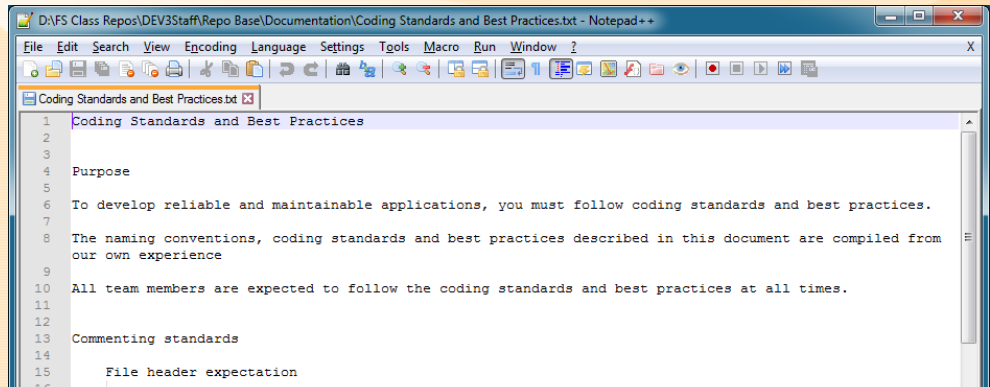 D:\FS Class Repos\DEV3Staff\Repo Base\Documentation\Coding Standards and Best Practices.txt - Notepad++
File Edit Search View Encoding Language Settings Tools Macro Run Window ? X
Coding Standards and Best Practices.txt
1 Coding Standards and Best Practices
2
3
4 Purpose
5
6 To develop reliable and maintainable applications, you must follow coding standards and best practices.
7
8 The naming conventions, coding standards and best practices described in this document are compiled from
our own experience
9
10 All team members are expected to follow the coding standards and best practices at all times.
11
12
13 Commenting standards
14
15 File header expectation
16